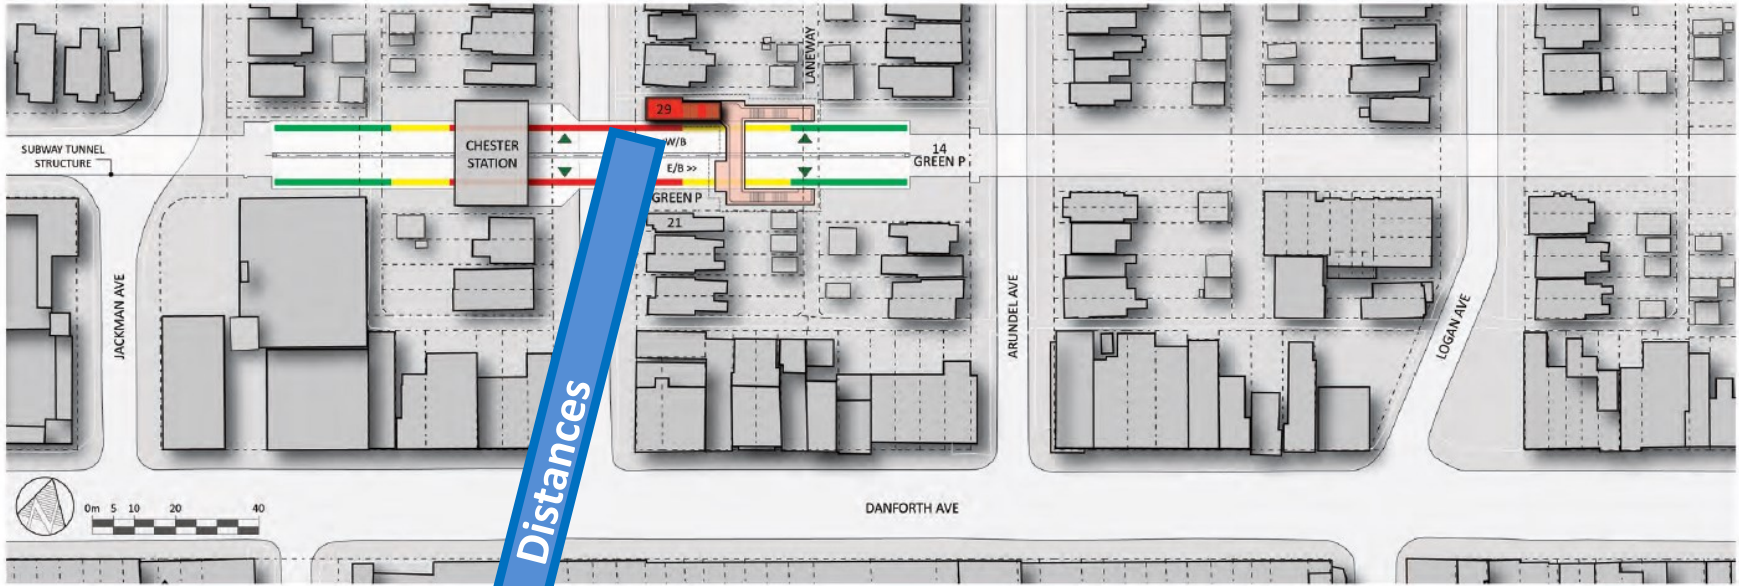 LANEWAY
29
SUBWAY TUNNEL
STRUCTURE
CHESTER
STATION
W/B
E/B >>
14
GREEN P
GREEN P
21
JACKMAN AVE
ARUNDEL AVE
LOGAN AVE
Distances
DANFORTH AVE
0m 5 10 20 40